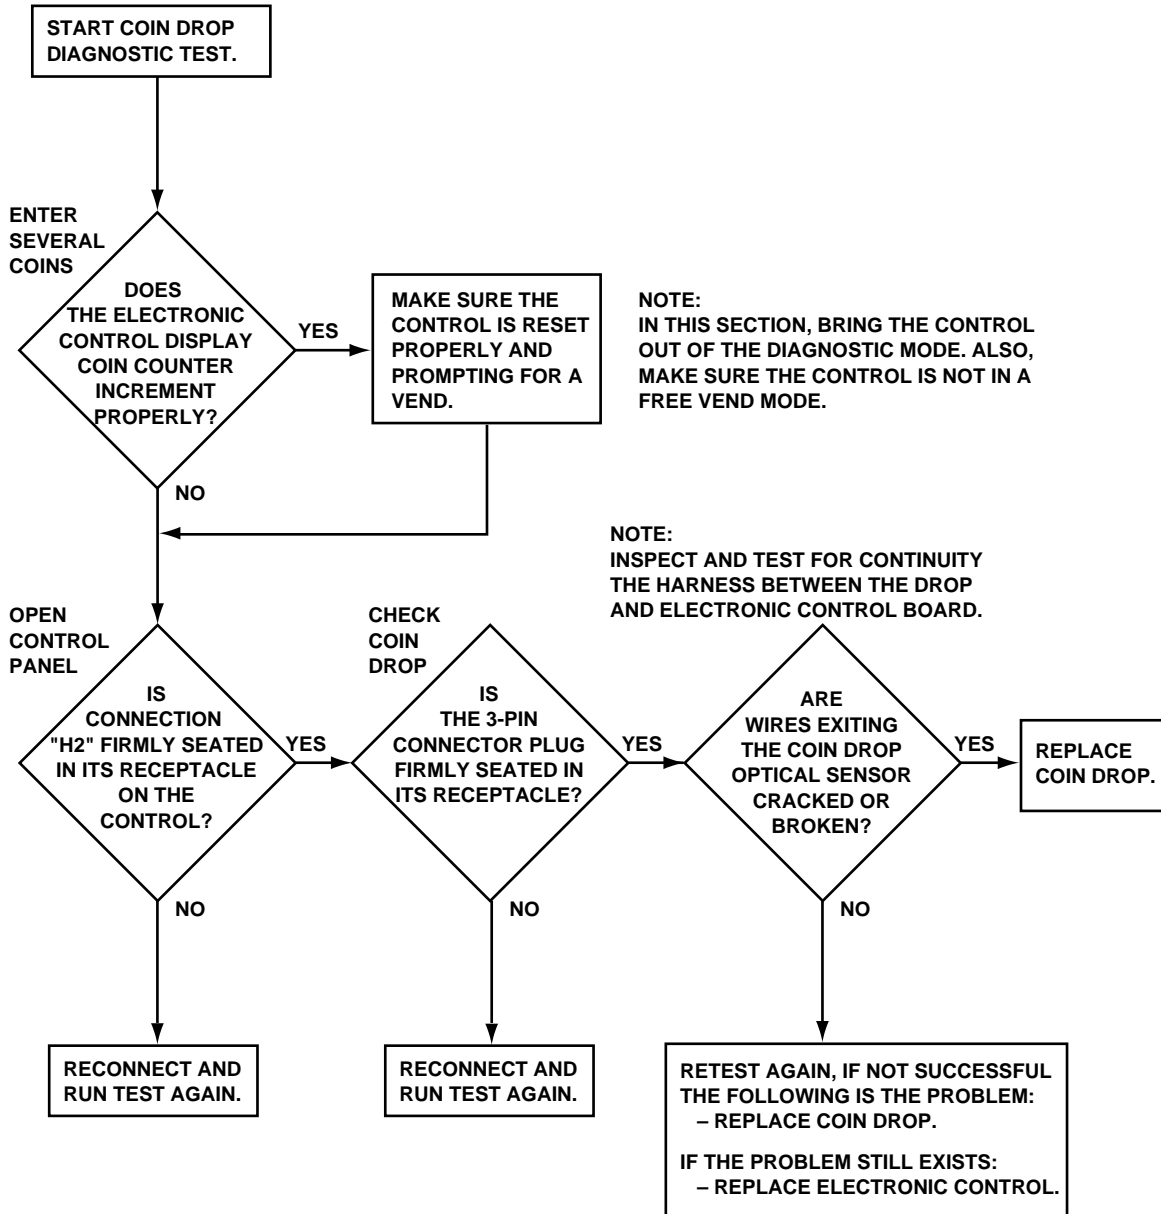 START COIN DROP
DIAGNOSTIC TEST.
ENTER
SEVERAL
COINS
DOES
THE ELECTRONIC
CONTROL DISPLAY
COIN COUNTER
INCREMENT
PROPERLY?
YES
MAKE SURE THE
CONTROL IS RESET
PROPERLY AND
PROMPTING FOR A
VEND.
NOTE:
IN THIS SECTION, BRING THE CONTROL
OUT OF THE DIAGNOSTIC MODE. ALSO,
MAKE SURE THE CONTROL IS NOT IN A
FREE VEND MODE.
NO
NOTE:
INSPECT AND TEST FOR CONTINUITY
THE HARNESS BETWEEN THE DROP
AND ELECTRONIC CONTROL BOARD.
OPEN
CONTROL
PANEL
IS
CONNECTION
"H2" FIRMLY SEATED
IN ITS RECEPTACLE
ON THE
CONTROL?
YES
CHECK
COIN
DROP
IS
THE 3-PIN
CONNECTOR PLUG
FIRMLY SEATED IN
ITS RECEPTACLE?
YES
ARE
WIRES EXITING
THE COIN DROP
OPTICAL SENSOR
CRACKED OR
BROKEN?
YES
REPLACE
COIN DROP.
NO
NO
NO
RECONNECT AND
RUN TEST AGAIN.
RECONNECT AND
RUN TEST AGAIN.
RETEST AGAIN, IF NOT SUCCESSFUL
THE FOLLOWING IS THE PROBLEM:
– REPLACE COIN DROP.
IF THE PROBLEM STILL EXISTS:
– REPLACE ELECTRONIC CONTROL.